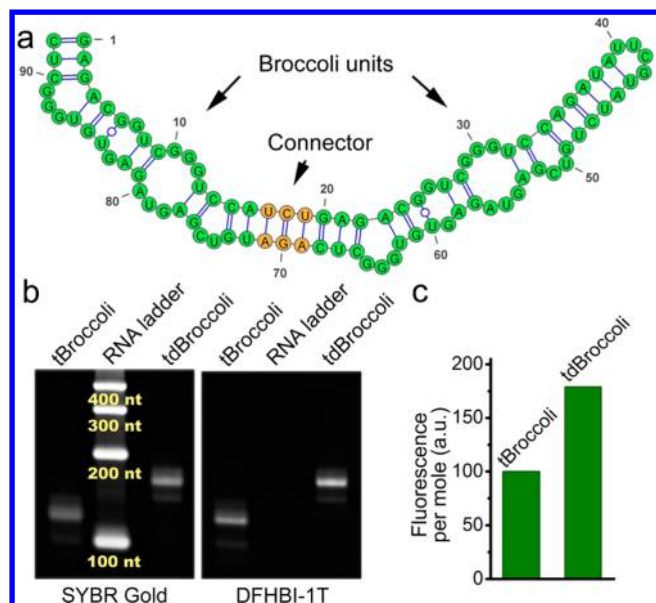 a
1
90
10
Broccoli units
40
Connector
30
50
80
20
60
70
GAGACGGUCGGGUCCAUCUGAGACGGUCGGGUCCAGAUAUUCGUAUCUGUCGAGUAGAGUGUGGGCUCAGAUGUCGAGUAGAGUGUGGGCUC
b
tBroccoli
RNA ladder
tdBroccoli
tBroccoli
RNA ladder
tdBroccoli
400 nt
300 nt
200 nt
100 nt
SYBR Gold
DFHBI-1T
c
Fluorescence
per mole (a.u.)
200
150
100
50
0
tBroccoli
tdBroccoli